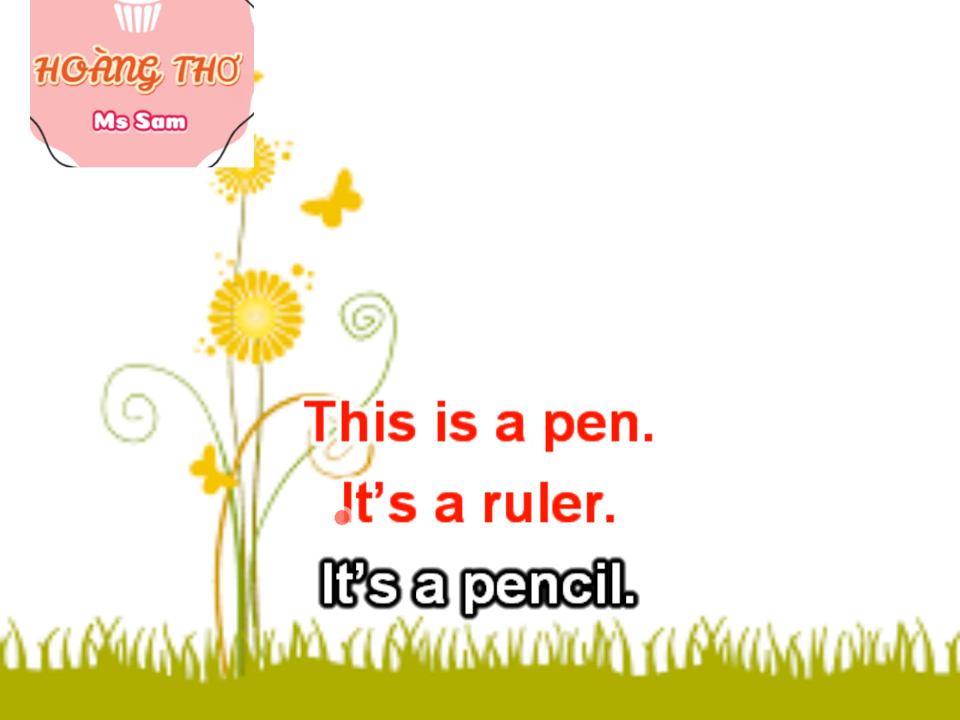 HOÀNG THƠ
Ms Sam
This is a pen.
It’s a ruler.
It’s a pencil.